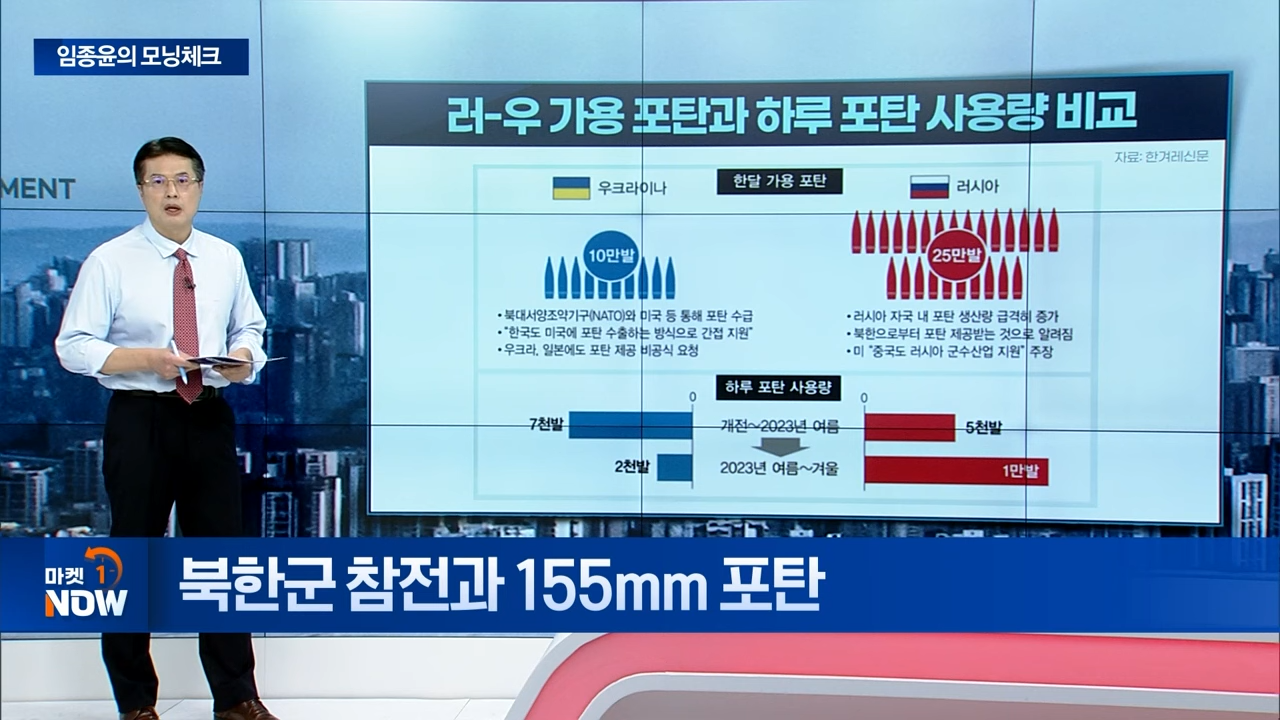 임종윤의 모닝체크
MENT
러-우 가용 포탄과 하루 포탄 사용량 비교
자료: 한겨레신문
우크라이나
한달 가용 포탄
러시아
10만발
25만발
• 북대서양조약기구(NATO)와 미국 등 통해 포탄 수급
• "한국도 미국에 포탄 수출하는 방식으로 간접 지원"
• 우크라, 일본에도 포탄 제공 비공식 요청
• 러시아 자국 내 포탄 생산량 급격히 증가
• 북한으로부터 포탄 제공받는 것으로 알려짐
• 미 "중국도 러시아 군수산업 지원" 주장
하루 포탄 사용량
0
0
7천발
개전~2023년 여름
5천발
2천발
2023년 여름~겨울
1만발
마켓 1
NOW
북한군 참전과 155mm 포탄